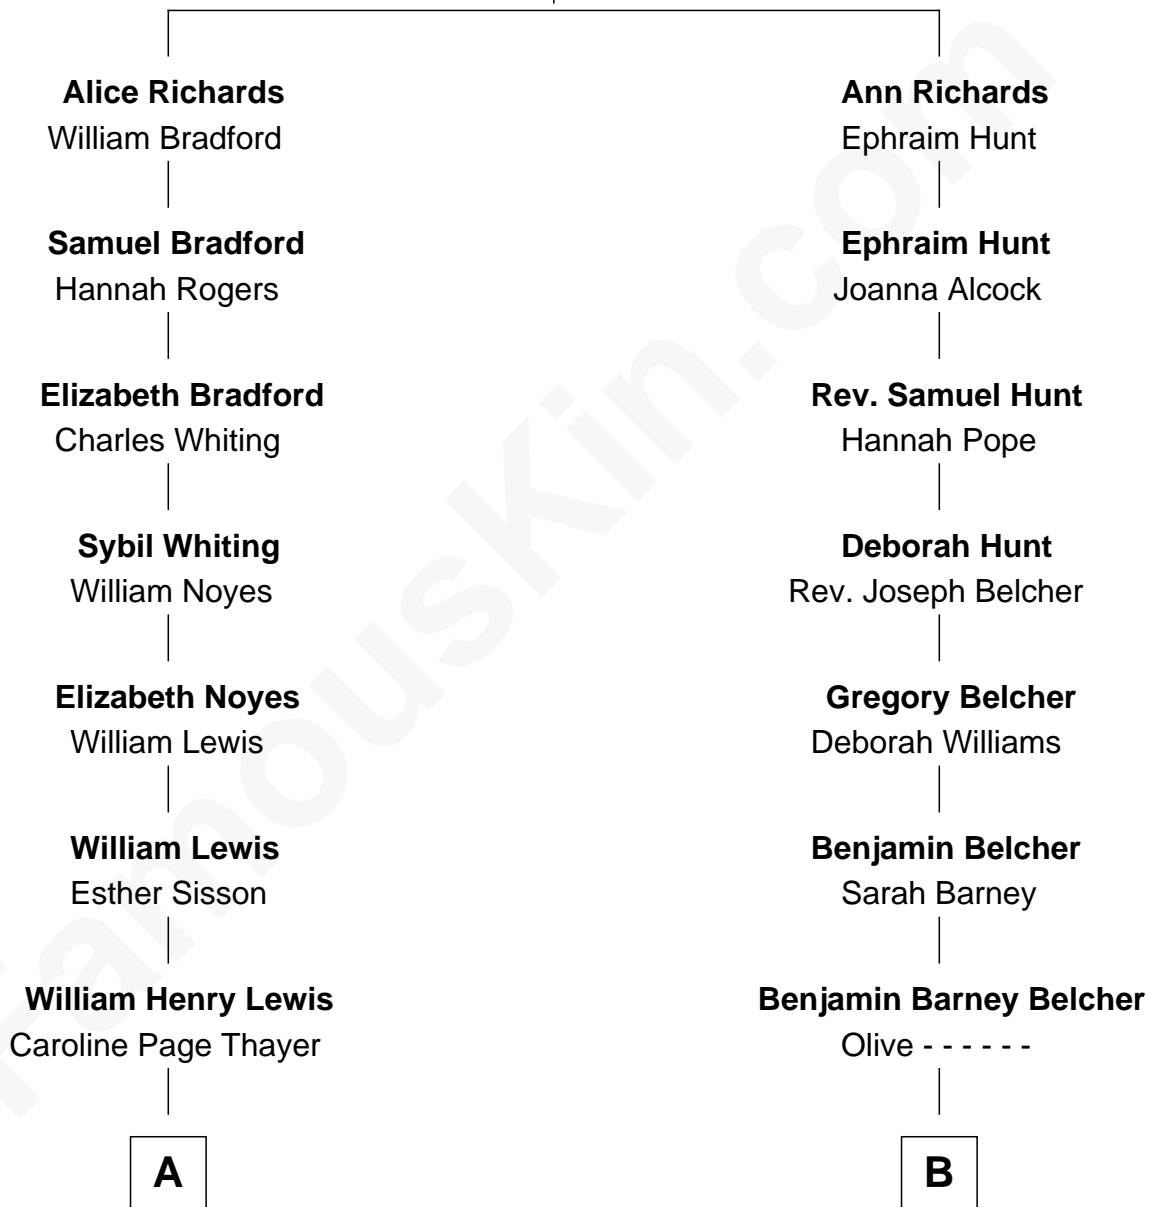 Alice Richards
William Bradford
Samuel Bradford
Hannah Rogers
Elizabeth Bradford
Charles Whiting
Sybil Whiting
William Noyes
Elizabeth Noyes
William Lewis
William Lewis
Esther Sisson
William Henry Lewis
Caroline Page Thayer
A
Ann Richards
Ephraim Hunt
Ephraim Hunt
Joanna Alcock
Rev. Samuel Hunt
Hannah Pope
Deborah Hunt
Rev. Joseph Belcher
Gregory Belcher
Deborah Williams
Benjamin Belcher
Sarah Barney
Benjamin Barney Belcher
Olive - - - - - -
B
FamousKin.com